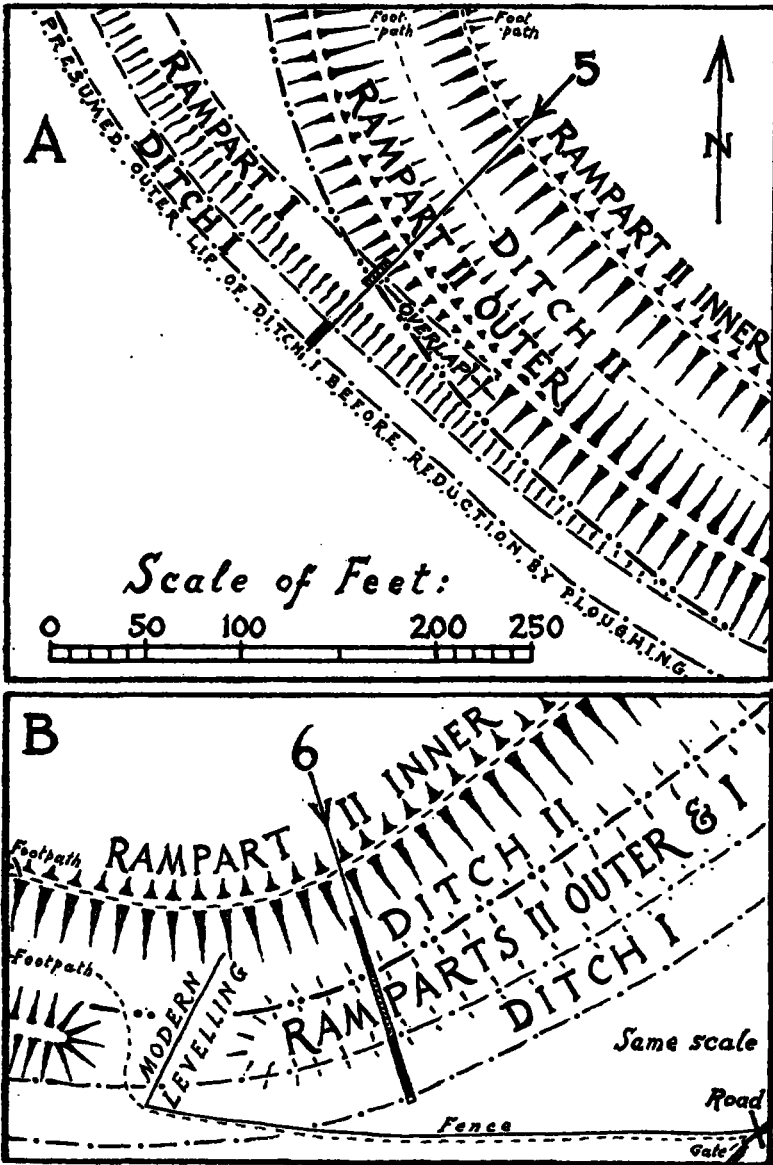 A
Foot-
path
Foot-
path
5
N
RAMPART I
DITCH I
PRESUMED OUTER LIP OF DITCH I BEFORE REDUCTION BY PLOUGHING
RAMPART II OUTER
DITCH II
RAMPART II INNER
OVERLAP
Scale of Feet:
0 50 100 200 250
B
6
RAMPART II INNER
Footpath
DITCH II
RAMPARTS II OUTER & I
DITCH I
Footpath
MODERN
LEVELLING
Same scale
Road
Fence
Gate